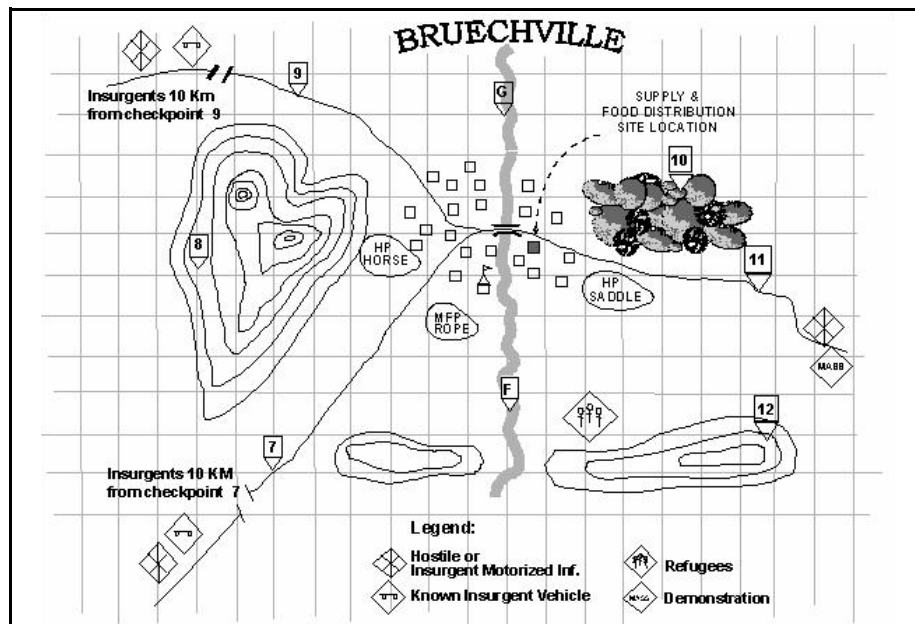 BRUECHVILLE
Insurgents 10 Km
from checkpoint 9
9
G
SUPPLY &
FOOD DISTRIBUTION
SITE LOCATION
10
8
HP
HORSE
11
HP
SADDLE
MFP
ROPE
MASS
F
12
7
Insurgents 10 KM
from checkpoint 7
Legend:
Hostile or
Insurgent Motorized Inf.
Refugees
Known Insurgent Vehicle
MASS
Demonstration